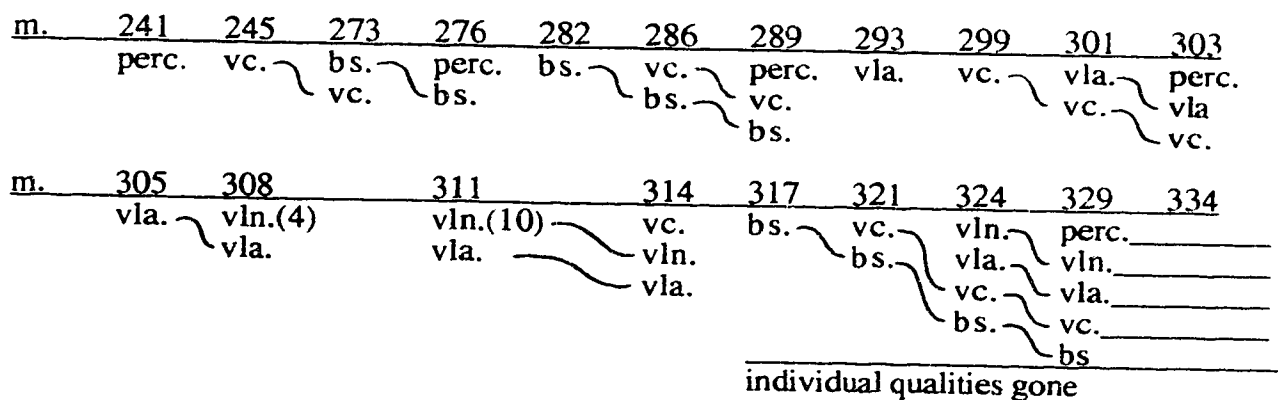 m. 241 245 273 276 282 286 289 293 299 301 303
perc. vc. bs. perc. bs. vc. perc. vla. vc. vla. perc.
vc. bs. bs. vc. vc. vla
bs. vc.
m. 305 308 311 314 317 321 324 329 334
vla. vln.(4) vln.(10) vc. bs. vc. vln. perc.
vla. vla. vln. bs. vla. vln.
vla. vc. vla.
bs. vc.
bs
individual qualities gone